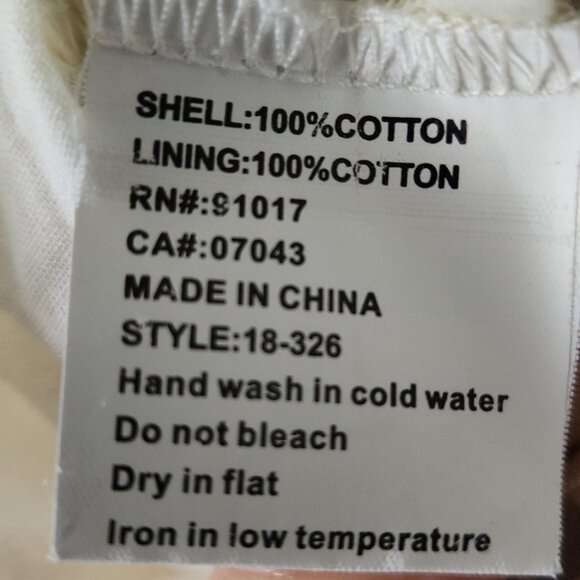 SHELL:100%COTTON
LINING:100%COTTON
RN#:91017
CA#:07043
MADE IN CHINA
STYLE:18-326
Hand wash in cold water
Do not bleach
Dry in flat
Iron in low temperature